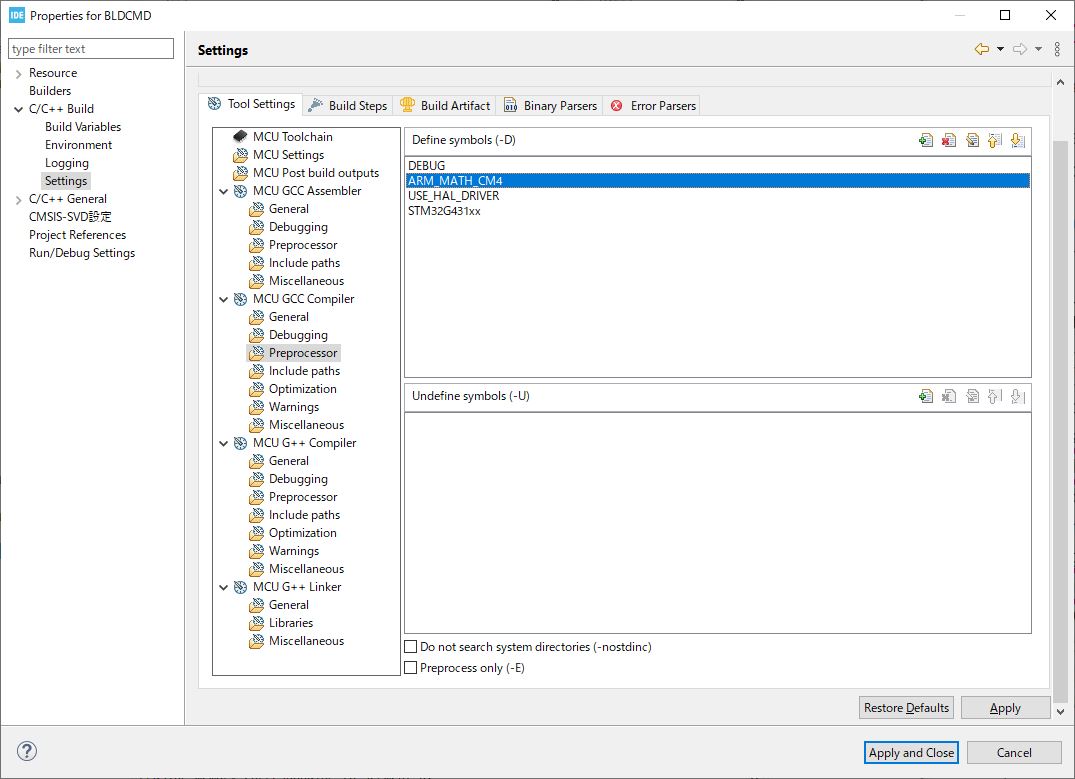 IDE Properties for BLDCMD
type filter text
Resource
Builders
C/C++ Build
Build Variables
Environment
Logging
Settings
C/C++ General
CMSIS-SVD設定
Project References
Run/Debug Settings
Settings
Tool Settings Build Steps Build Artifact Binary Parsers Error Parsers
MCU Toolchain
MCU Settings
MCU Post build outputs
MCU GCC Assembler
General
Debugging
Preprocessor
Include paths
Miscellaneous
MCU GCC Compiler
General
Debugging
Preprocessor
Include paths
Optimization
Warnings
Miscellaneous
MCU G++ Compiler
General
Debugging
Preprocessor
Include paths
Optimization
Warnings
Miscellaneous
MCU G++ Linker
General
Libraries
Miscellaneous
Define symbols (-D)
DEBUG
ARM_MATH_CM4
USE_HAL_DRIVER
STM32G431xx
Undefine symbols (-U)
Do not search system directories (-nostdinc)
Preprocess only (-E)
Restore Defaults Apply
? Apply and Close Cancel